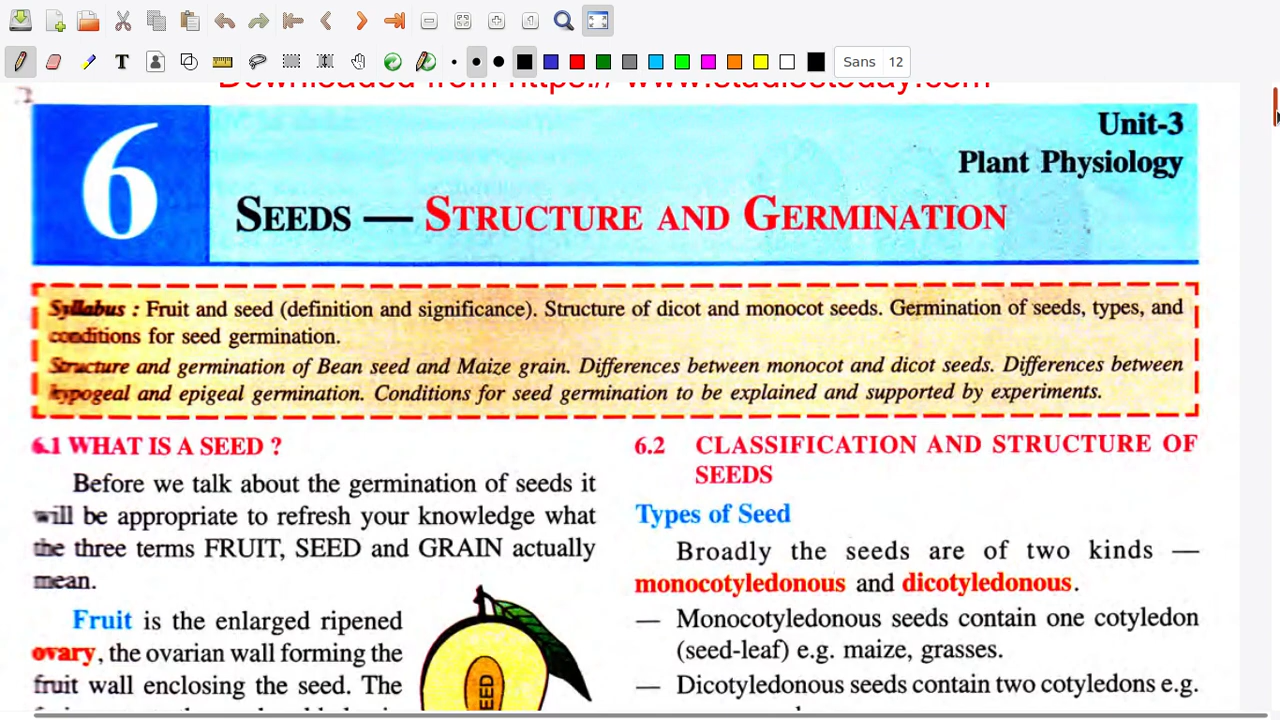 Sans 12
Downloaded from https:// www.studiestoday.com
6
Unit-3
Plant Physiology
SEEDS — STRUCTURE AND GERMINATION
Syllabus : Fruit and seed (definition and significance). Structure of dicot and monocot seeds. Germination of seeds, types, and
conditions for seed germination.
Structure and germination of Bean seed and Maize grain. Differences between monocot and dicot seeds. Differences between
hypogeal and epigeal germination. Conditions for seed germination to be explained and supported by experiments.
6.1 WHAT IS A SEED ?
Before we talk about the germination of seeds it
will be appropriate to refresh your knowledge what
the three terms FRUIT, SEED and GRAIN actually
mean.
Fruit is the enlarged ripened
ovary, the ovarian wall forming the
fruit wall enclosing the seed. The
6.2 CLASSIFICATION AND STRUCTURE OF
SEEDS
Types of Seed
Broadly the seeds are of two kinds —
monocotyledonous and dicotyledonous.
— Monocotyledonous seeds contain one cotyledon
(seed-leaf) e.g. maize, grasses.
— Dicotyledonous seeds contain two cotyledons e.g.